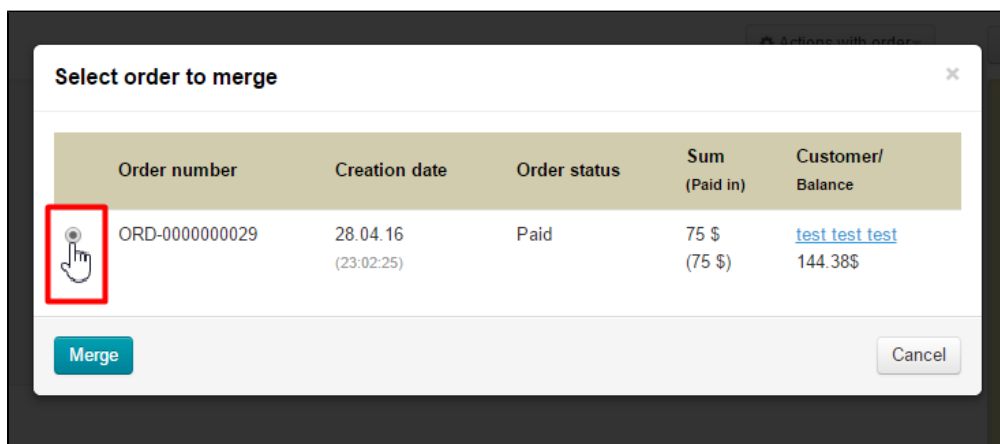 Actions with order
Select order to merge
×
Order number Creation date Order status Sum (Paid in) Customer/ Balance
ORD-0000000029 28.04.16 Paid 75 $ test test test
(23:02:25) (75 $) 144.38$
Merge Cancel